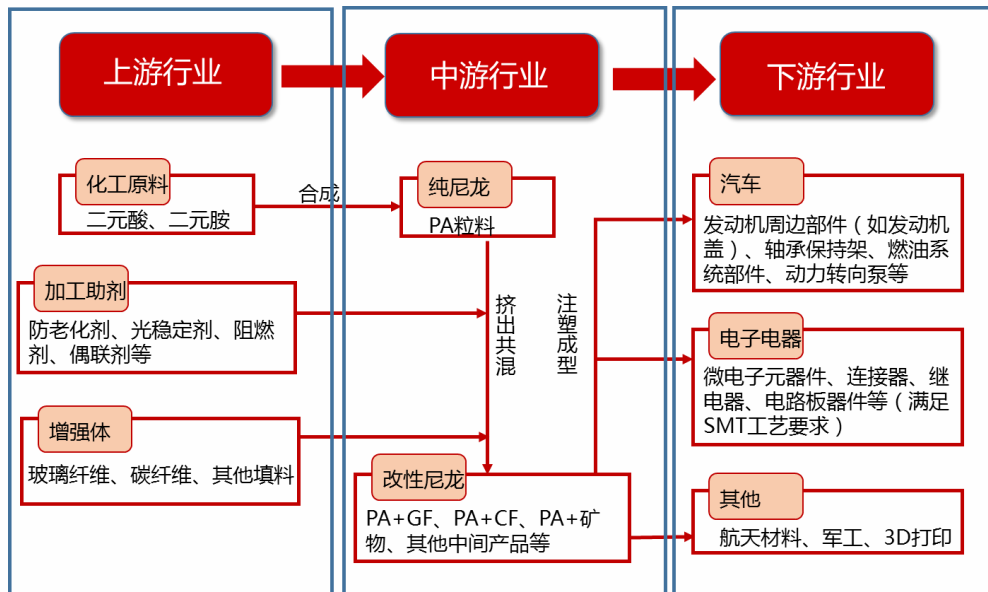 上游行业
中游行业
下游行业
化工原料
二元酸、二元胺
合成
加工助剂
防老化剂、光稳定剂、阻燃
剂、偶联剂等
增强体
玻璃纤维、碳纤维、其他填料
纯尼龙
PA粒料
挤出共混
注塑成型
改性尼龙
PA+GF、PA+CF、PA+矿
物、其他中间产品等
汽车
发动机周边部件（如发动机
盖）、轴承保持架、燃油系
统部件、动力转向泵等
电子电器
微电子元器件、连接器、继
电器、电路板器件等（满足
SMT工艺要求）
其他
航天材料、军工、3D打印